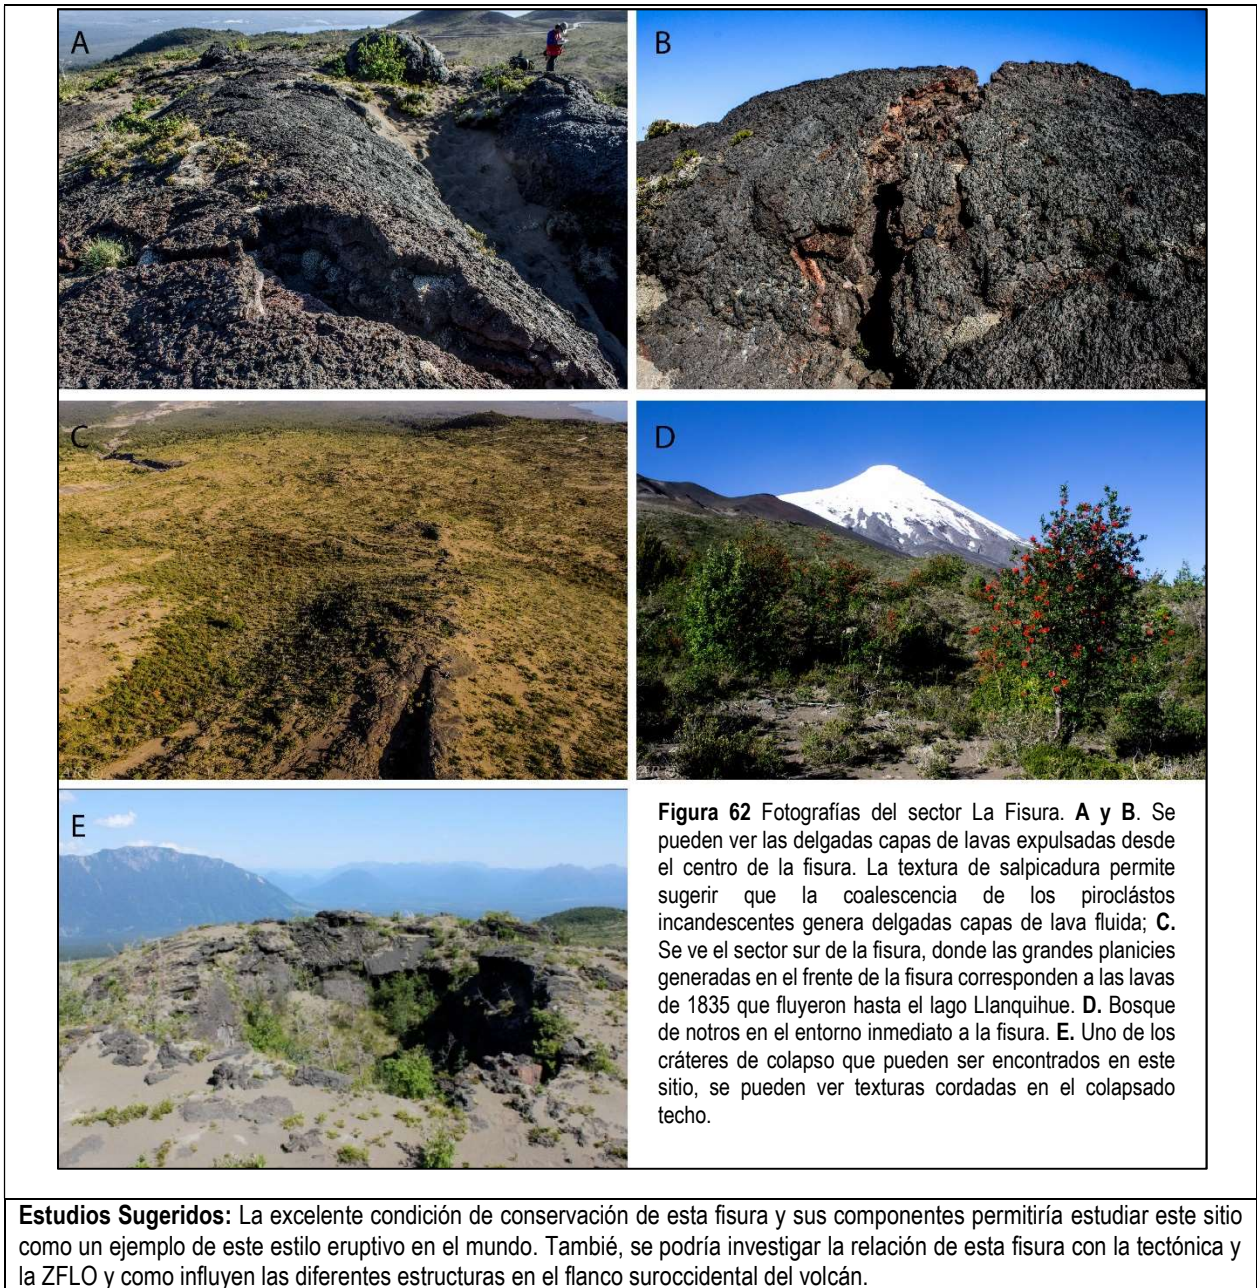 A
B
C
D
E
Figura 62 Fotografías del sector La Fisura. A y B. Se
pueden ver las delgadas capas de lavas expulsadas desde
el centro de la fisura. La textura de salpicadura permite
sugerir que la coalescencia de los piroclástos
incandescentes genera delgadas capas de lava fluida; C.
Se ve el sector sur de la fisura, donde las grandes planicies
generadas en el frente de la fisura corresponden a las lavas
de 1835 que fluyeron hasta el lago Llanquihue. D. Bosque
de notros en el entorno inmediato a la fisura. E. Uno de los
cráteres de colapso que pueden ser encontrados en este
sitio, se pueden ver texturas cordadas en el colapsado
techo.
Estudios Sugeridos: La excelente condición de conservación de esta fisura y sus componentes permitiría estudiar este sitio
como un ejemplo de este estilo eruptivo en el mundo. Tambié, se podría investigar la relación de esta fisura con la tectónica y
la ZFLO y como influyen las diferentes estructuras en el flanco suroccidental del volcán.